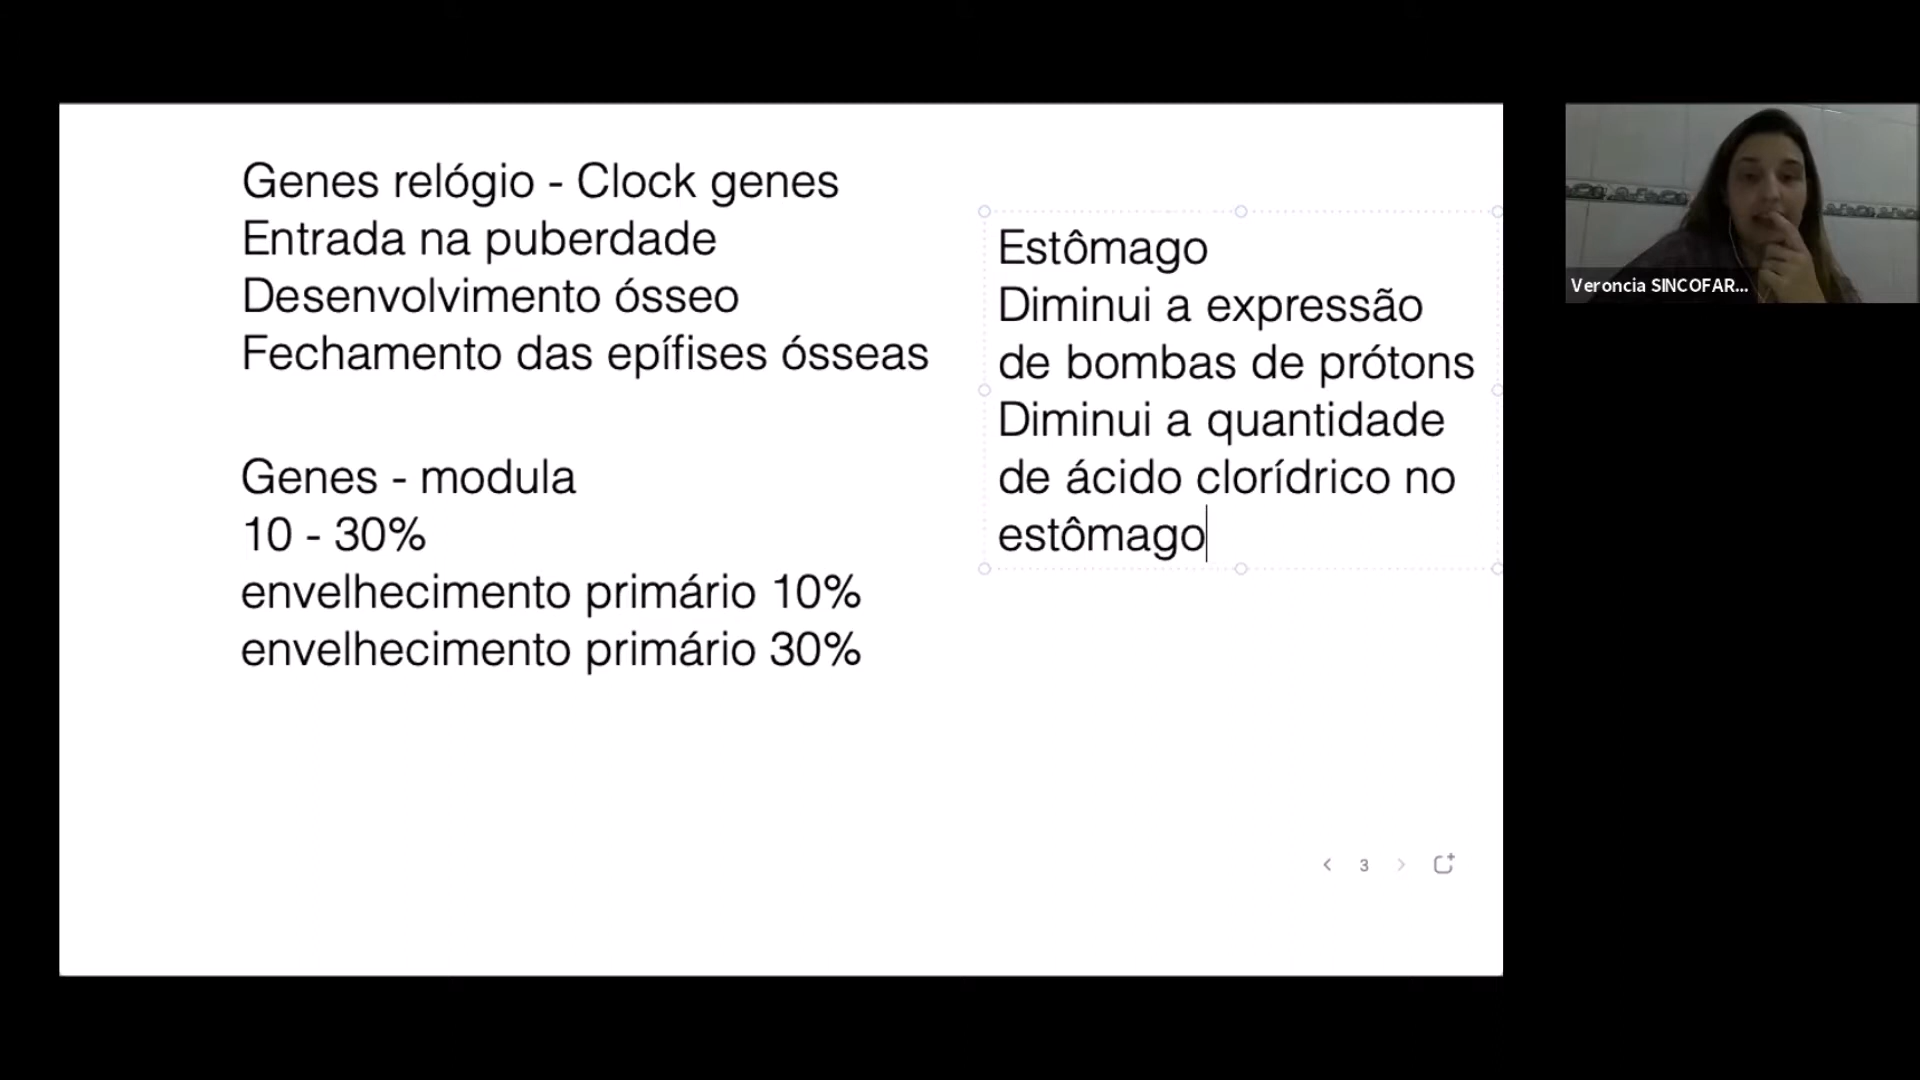 Genes relógio - Clock genes
Entrada na puberdade
Desenvolvimento ósseo
Fechamento das epífises ósseas
Genes - modula
10 - 30%
envelhecimento primário 10%
envelhecimento primário 30%
Estômago
Diminui a expressão
de bombas de prótons
Diminui a quantidade
de ácido clorídrico no
estômago
Veroncia SINCOFAR...
3